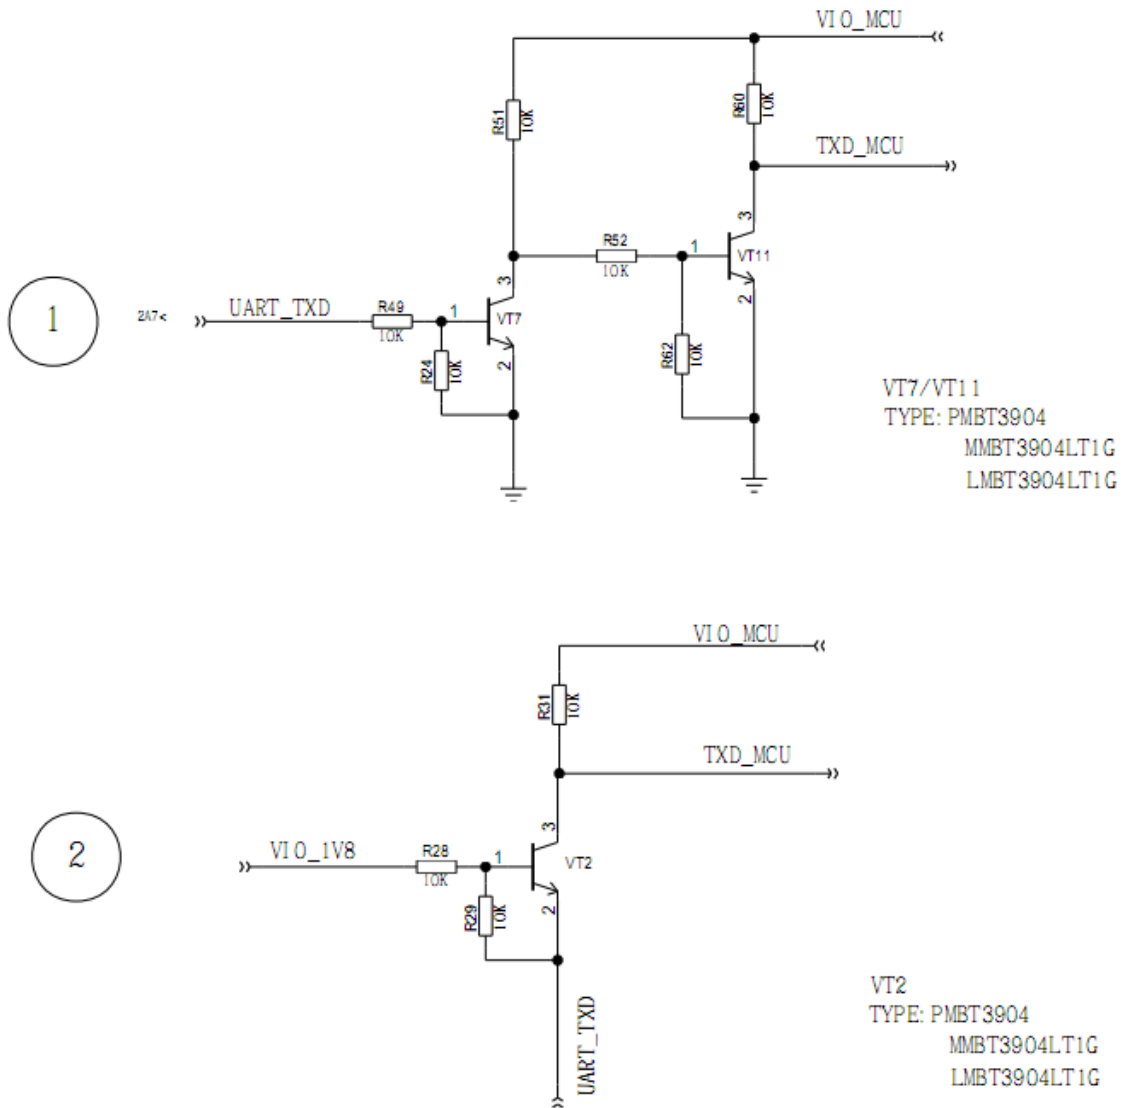 VIO_MCU
R51
10K
R60
10K
TXD_MCU
3
R52
10K
1
VT11
2
3
1
2A7<
UART_TXD
R49
10K
1
VT7
R24
10K
2
R62
10K
VT7/VT11
TYPE: PMBT3904
MMBT3904LT1G
LMBT3904LT1G
VIO_MCU
R31
10K
TXD_MCU
3
2
VIO_1V8
R28
10K
1
VT2
R29
10K
2
UART_TXD
VT2
TYPE: PMBT3904
MMBT3904LT1G
LMBT3904LT1G